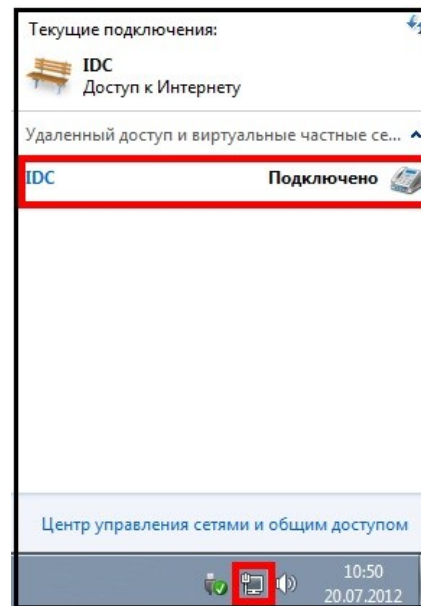 Текущие подключения:
IDC
Доступ к Интернету
Удаленный доступ и виртуальные частные се...
IDC Подключено
Центр управления сетями и общим доступом
10:50
20.07.2012